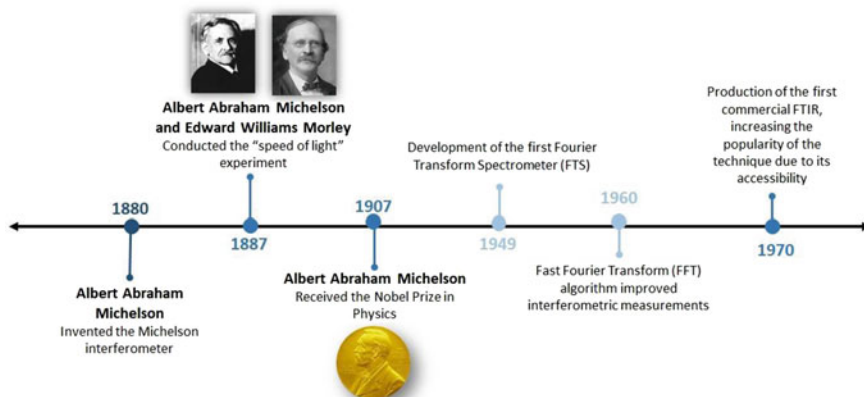 Albert Abraham Michelson
and Edward Williams Morley
Conducted the “speed of light”
experiment
Production of the first
commercial FTIR,
increasing the
popularity of the
technique due to its
accessibility
Development of the first Fourier
Transform Spectrometer (FTS)
1880
1887
1907
1949
1960
1970
Albert Abraham
Michelson
Invented the Michelson
interferometer
Albert Abraham Michelson
Received the Nobel Prize in
Physics
Fast Fourier Transform (FFT)
algorithm improved
interferometric measurements